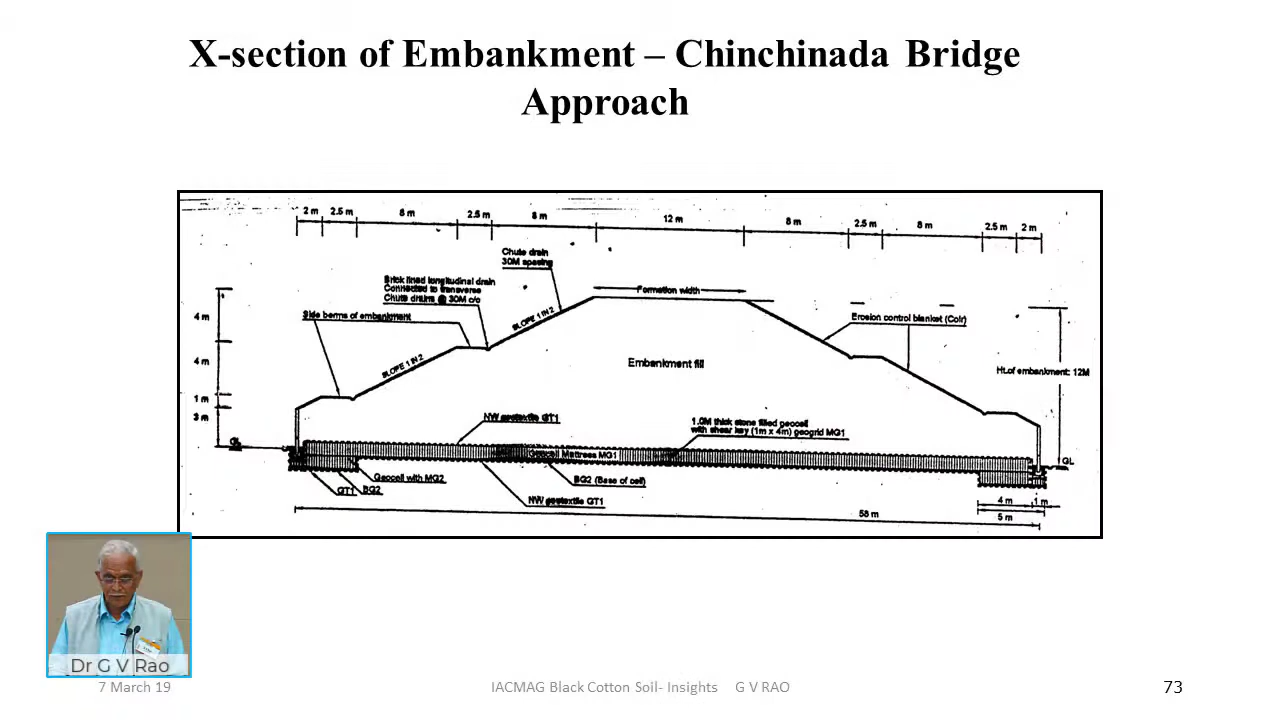 X-section of Embankment – Chinchinada Bridge
Approach
2 m 2.5 m 8 m 2.5 m 8 m 12 m 8 m 2.5 m 8 m 2.5 m 2 m
Chute drain
30M spacing
Brick lined longitudinal drain
Connected to transverse
Chute drains @ 30M c/c
Formation width
Side berms of embankment
SLOPE 1 IN 2
Erosion control blanket (Coir)
4 m
SLOPE 1 IN 2
4 m
Embankment fill
Ht.of embankment: 12M
1 m
3 m
NW geotextile GT1
1.0M thick stone filled geocell
with shear key (1m x 4m) geogrid MG1
GL
Geocell Mattress MG1
GL
Geocell with MG2
BG2 (Base of cell)
GT1 BG2
NW geotextile GT1
4 m 1 m
58 m
5 m
Dr G V Rao
7 March 19
IACMAG Black Cotton Soil- Insights G V RAO
73